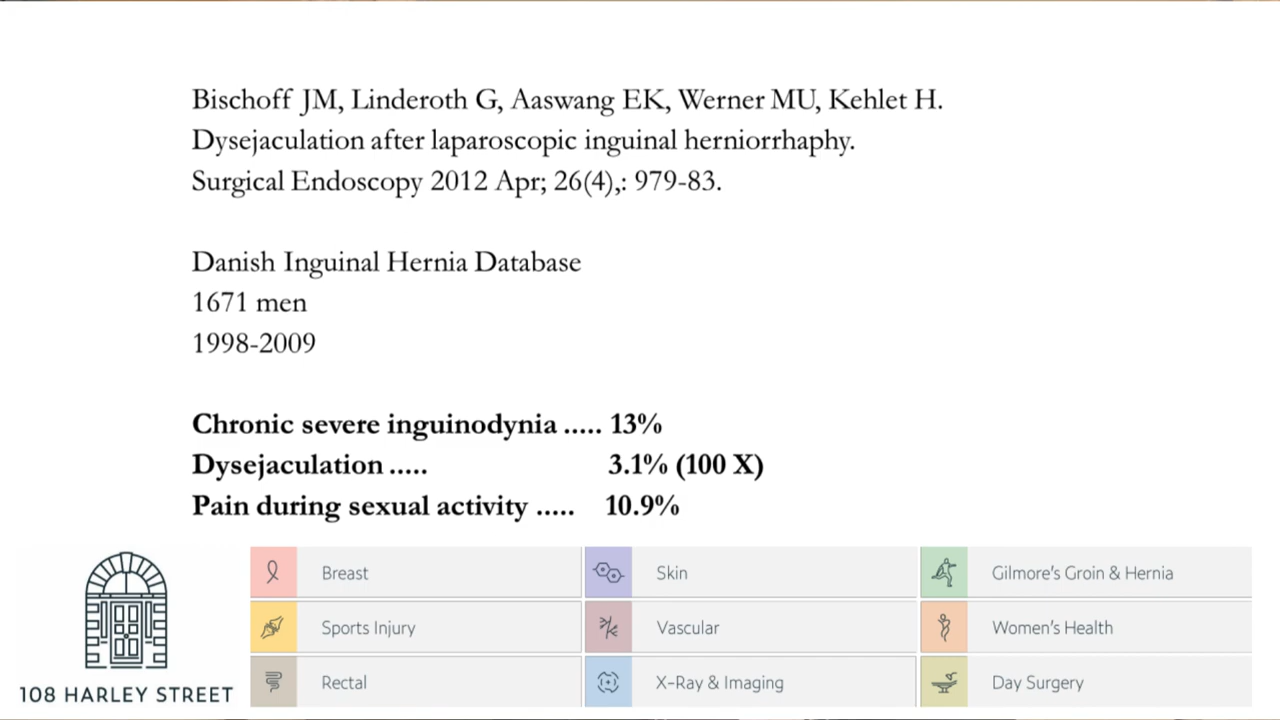 Bischoff JM, Linderoth G, Aaswang EK, Werner MU, Kehlet H.
Dysejaculation after laparoscopic inguinal herniorrhaphy.
Surgical Endoscopy 2012 Apr; 26(4),: 979-83.
Danish Inguinal Hernia Database
1671 men
1998-2009
Chronic severe inguinodynia ..... 13%
Dysejaculation ..... 3.1% (100 X)
Pain during sexual activity ..... 10.9%
108 HARLEY STREET
Breast
Skin
Gilmore's Groin & Hernia
Sports Injury
Vascular
Women's Health
Rectal
X-Ray & Imaging
Day Surgery